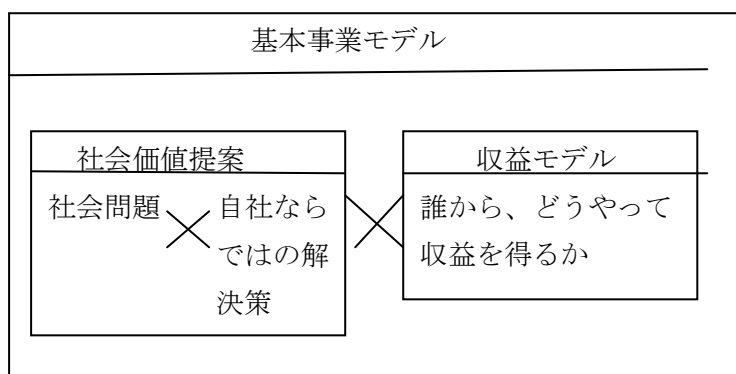 基本事業モデル
社会価値提案
社会問題
自社なら
ではの解
決策
収益モデル
誰から、どうやって
収益を得るか